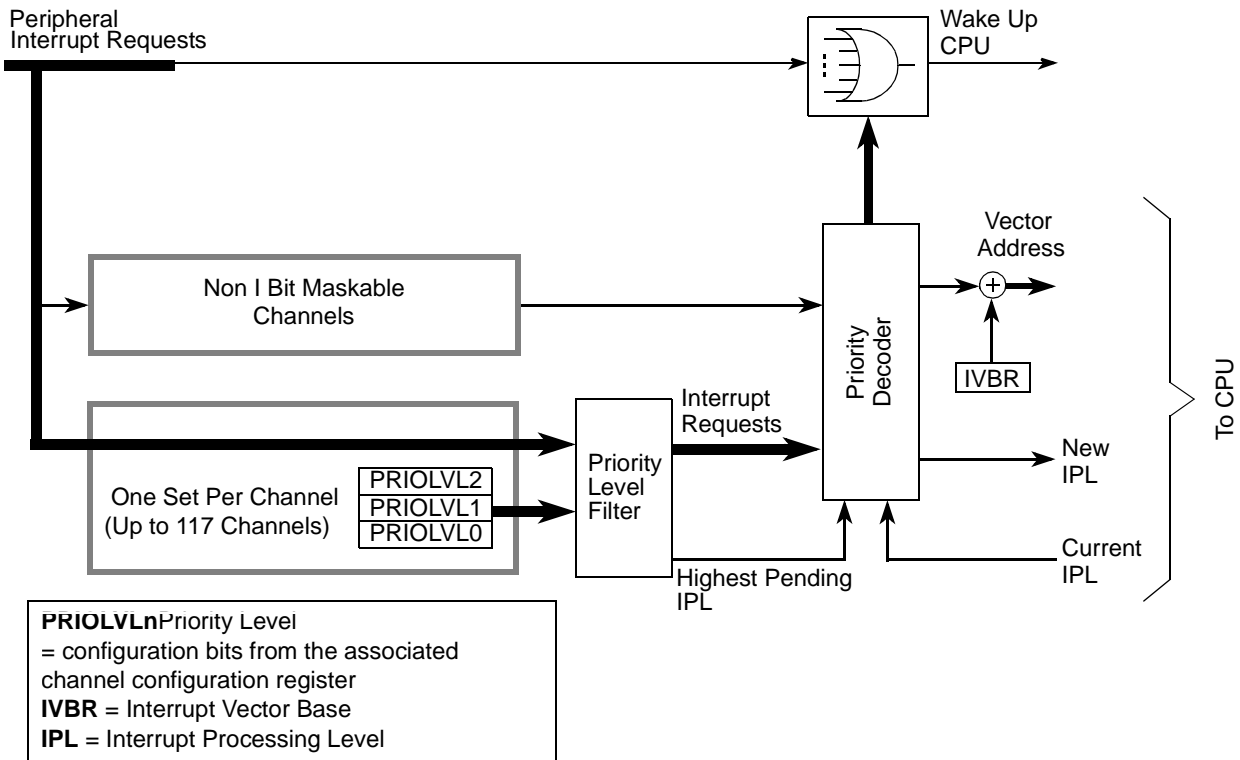 Peripheral
Interrupt Requests
Wake Up
CPU
Vector
Address
Non I Bit Maskable
Channels
Priority
Decoder
IVBR
To CPU
Interrupt
Requests
New
IPL
Priority
Level
Filter
One Set Per Channel
(Up to 117 Channels)
PRIOLVL2
PRIOLVL1
PRIOLVL0
Current
IPL
Highest Pending
IPL
PRIOLVLnPriority Level
= configuration bits from the associated
channel configuration register
IVBR = Interrupt Vector Base
IPL = Interrupt Processing Level